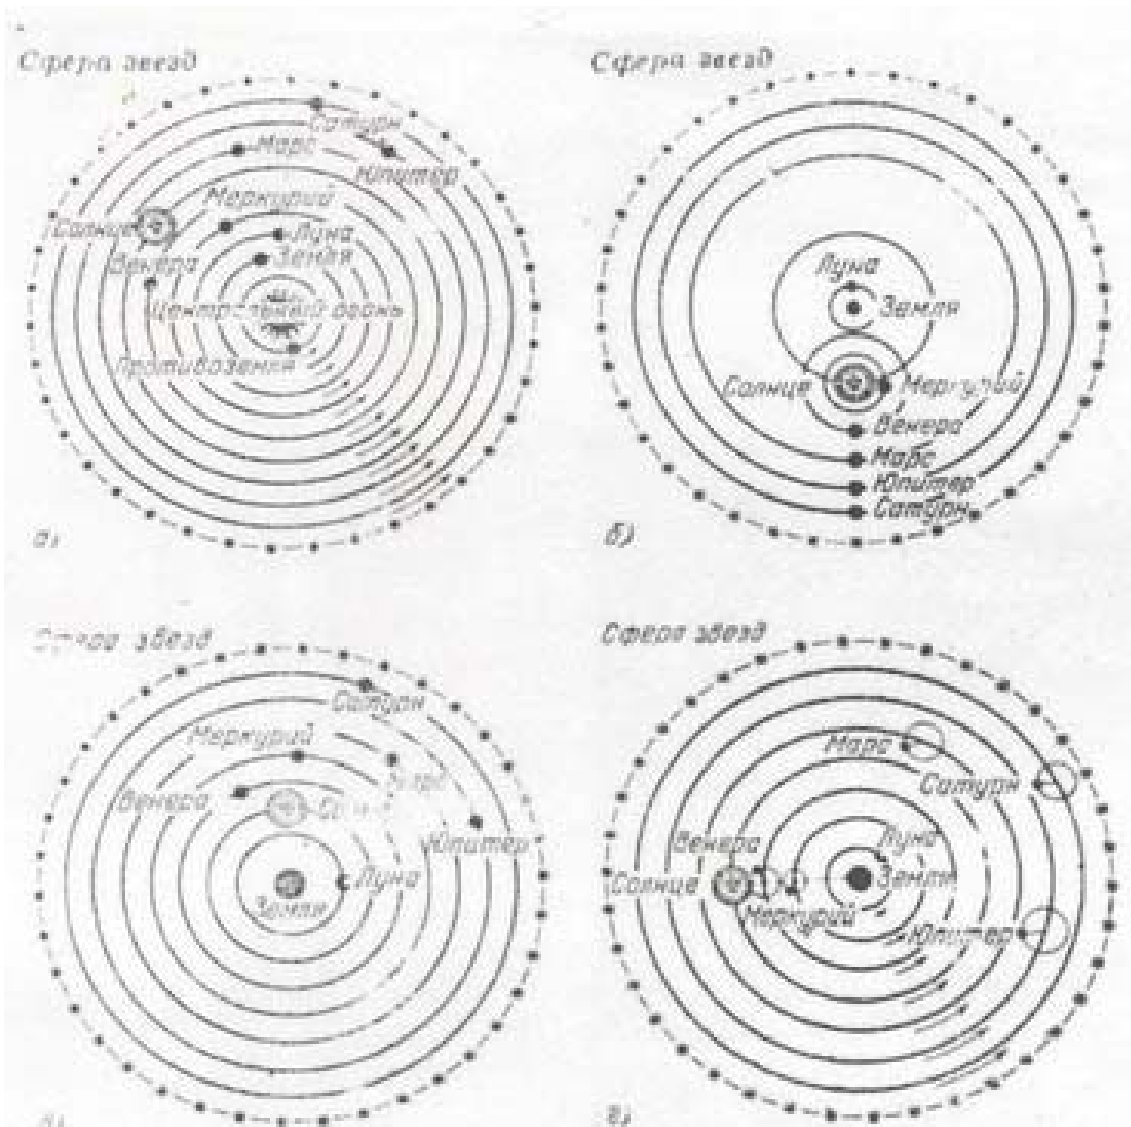 Сфера звезд
Сатурн
Марс
Юпитер
Меркурий
Солнце
Луна
Земля
Венера
Центральный огонь
Противоземля
а)
Сфера звезд
Луна
Земля
Солнце
Меркурий
Венера
Марс
Юпитер
Сатурн
б)
Сфера звезд
Сатурн
Меркурий
Венера
Юпитер
Луна
Земля
Сфера звезд
Марс
Сатурн
Венера
Луна
Солнце
Земля
Меркурий
Юпитер
г)